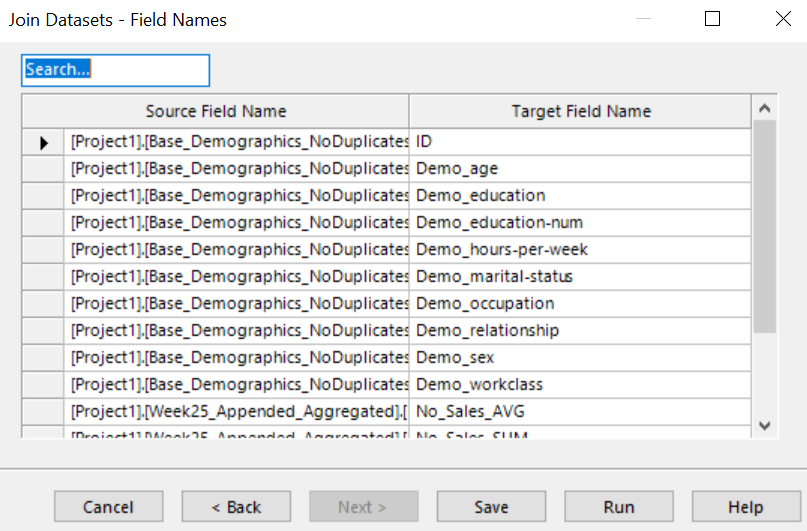 Join Datasets - Field Names
Search...
Source Field Name Target Field Name
[Project1].[Base_Demographics_NoDuplicates ID
[Project1].[Base_Demographics_NoDuplicates Demo_age
[Project1].[Base_Demographics_NoDuplicates Demo_education
[Project1].[Base_Demographics_NoDuplicates Demo_education-num
[Project1].[Base_Demographics_NoDuplicates Demo_hours-per-week
[Project1].[Base_Demographics_NoDuplicates Demo_marital-status
[Project1].[Base_Demographics_NoDuplicates Demo_occupation
[Project1].[Base_Demographics_NoDuplicates Demo_relationship
[Project1].[Base_Demographics_NoDuplicates Demo_sex
[Project1].[Base_Demographics_NoDuplicates Demo_workclass
[Project1].[Week25_Appended_Aggregated].[ No_Sales_AVG
[Project1].[Week25_Appended_Aggregated].[ No_Sales_SUM
Cancel < Back Next > Save Run Help